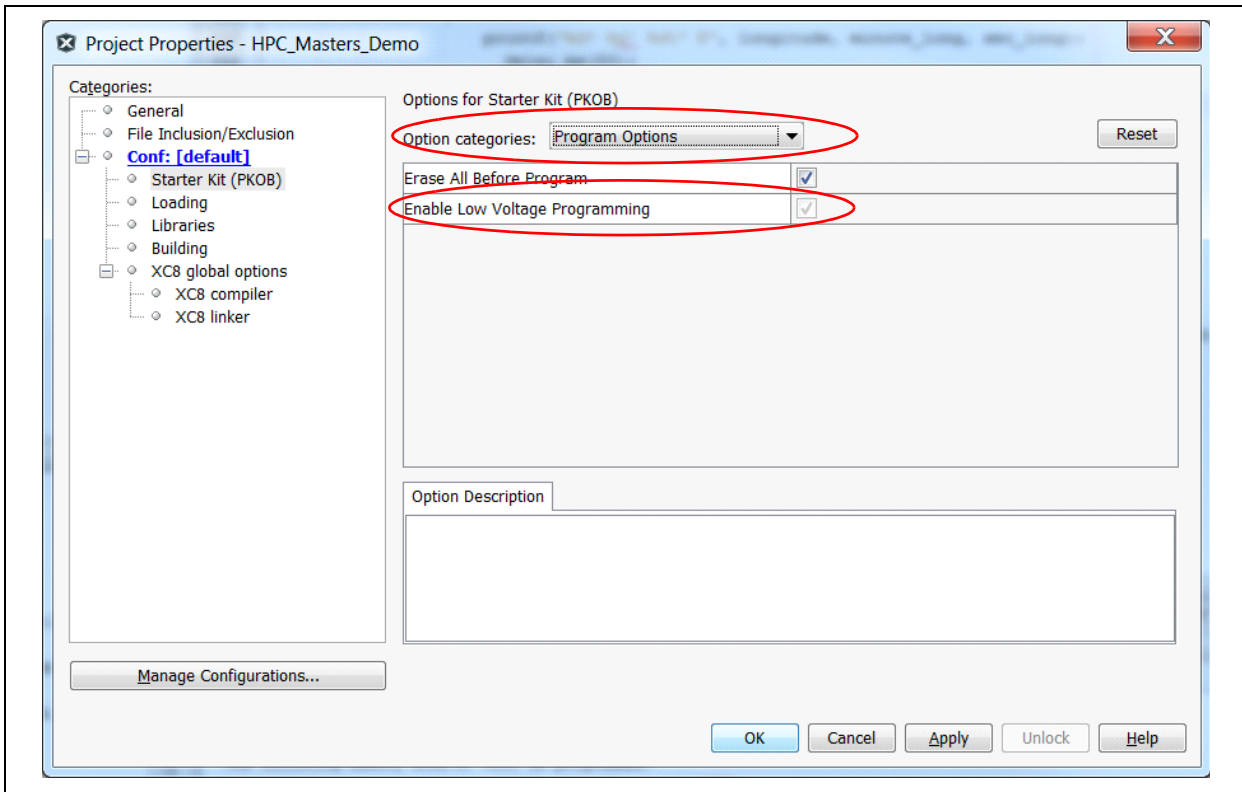 Project Properties - HPC_Masters_Demo
Categories:
General
File Inclusion/Exclusion
Conf: [default]
Starter Kit (PKOB)
Loading
Libraries
Building
XC8 global options
XC8 compiler
XC8 linker
Manage Configurations...
Options for Starter Kit (PKOB)
Option categories: Program Options
Reset
Erase All Before Program
Enable Low Voltage Programming
Option Description
OK Cancel Apply Unlock Help